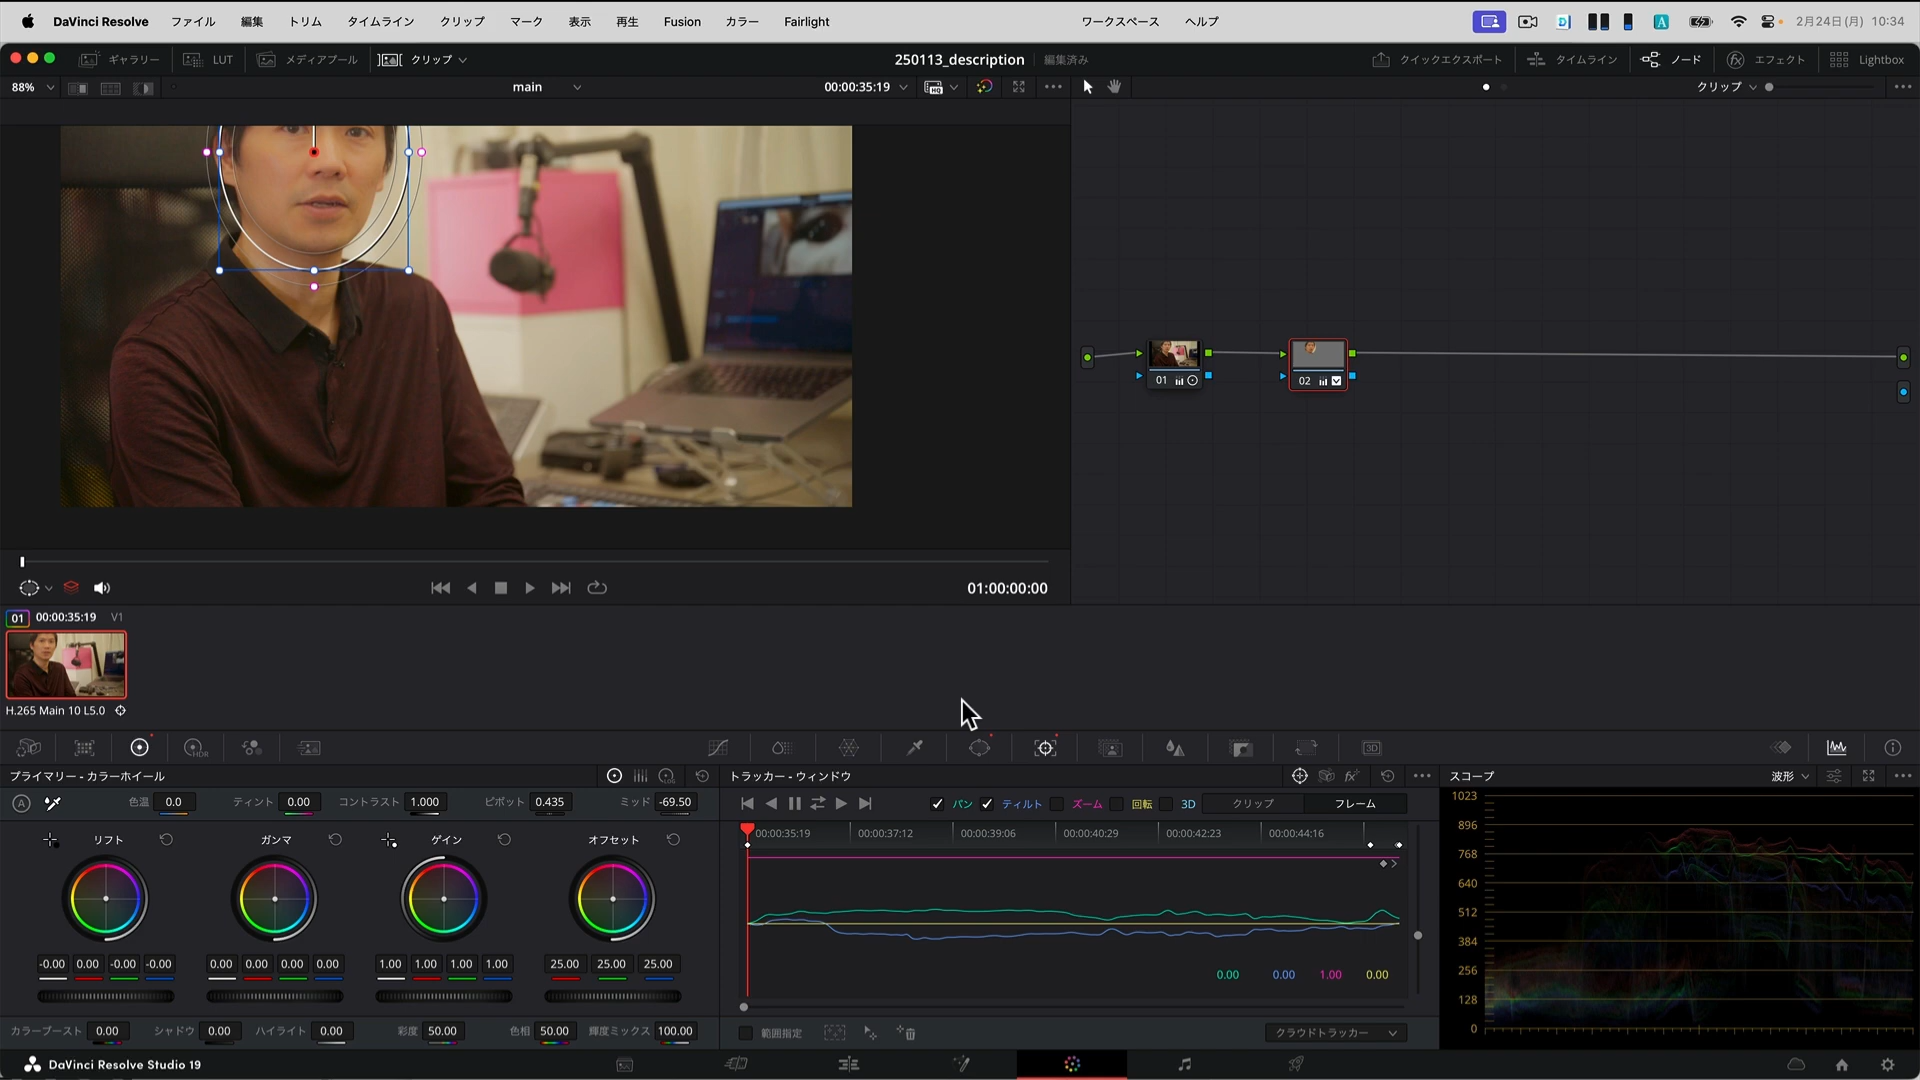 DaVinci Resolve ファイル 編集 トリム タイムライン クリップ マーク 表示 再生 Fusion カラー Fairlight ワークスペース ヘルプ A 2月24日(月) 10:34
ギャラリー LUT メディアプール クリップ 250113_description 編集済み クイックエクスポート タイムライン ノード エフェクト Lightbox
88% main 00:00:35:19 クリップ
01
02
01:00:00:00
01 00:00:35:19 V1
H.265 Main 10 L5.0
HDR 3D
プライマリー - カラーホイール LOG トラッカー - ウィンドウ スコープ 波形
A 色温 0.0 ティント 0.00 コントラスト 1.000 ピボット 0.435 ミッド -69.50
パン ティルト ズーム 回転 3D クリップ フレーム
リフト ガンマ ゲイン オフセット
00:00:35:19 00:00:37:12 00:00:39:06 00:00:40:29 00:00:42:23 00:00:44:16
-0.00 0.00 -0.00 -0.00 0.00 0.00 0.00 0.00 1.00 1.00 1.00 1.00 25.00 25.00 25.00
0.00 0.00 1.00 0.00
1023
896
768
640
512
384
256
128
0
カラーブースト 0.00 シャドウ 0.00 ハイライト 0.00 彩度 50.00 色相 50.00 輝度ミックス 100.00
範囲指定 クラウドトラッカー
DaVinci Resolve Studio 19